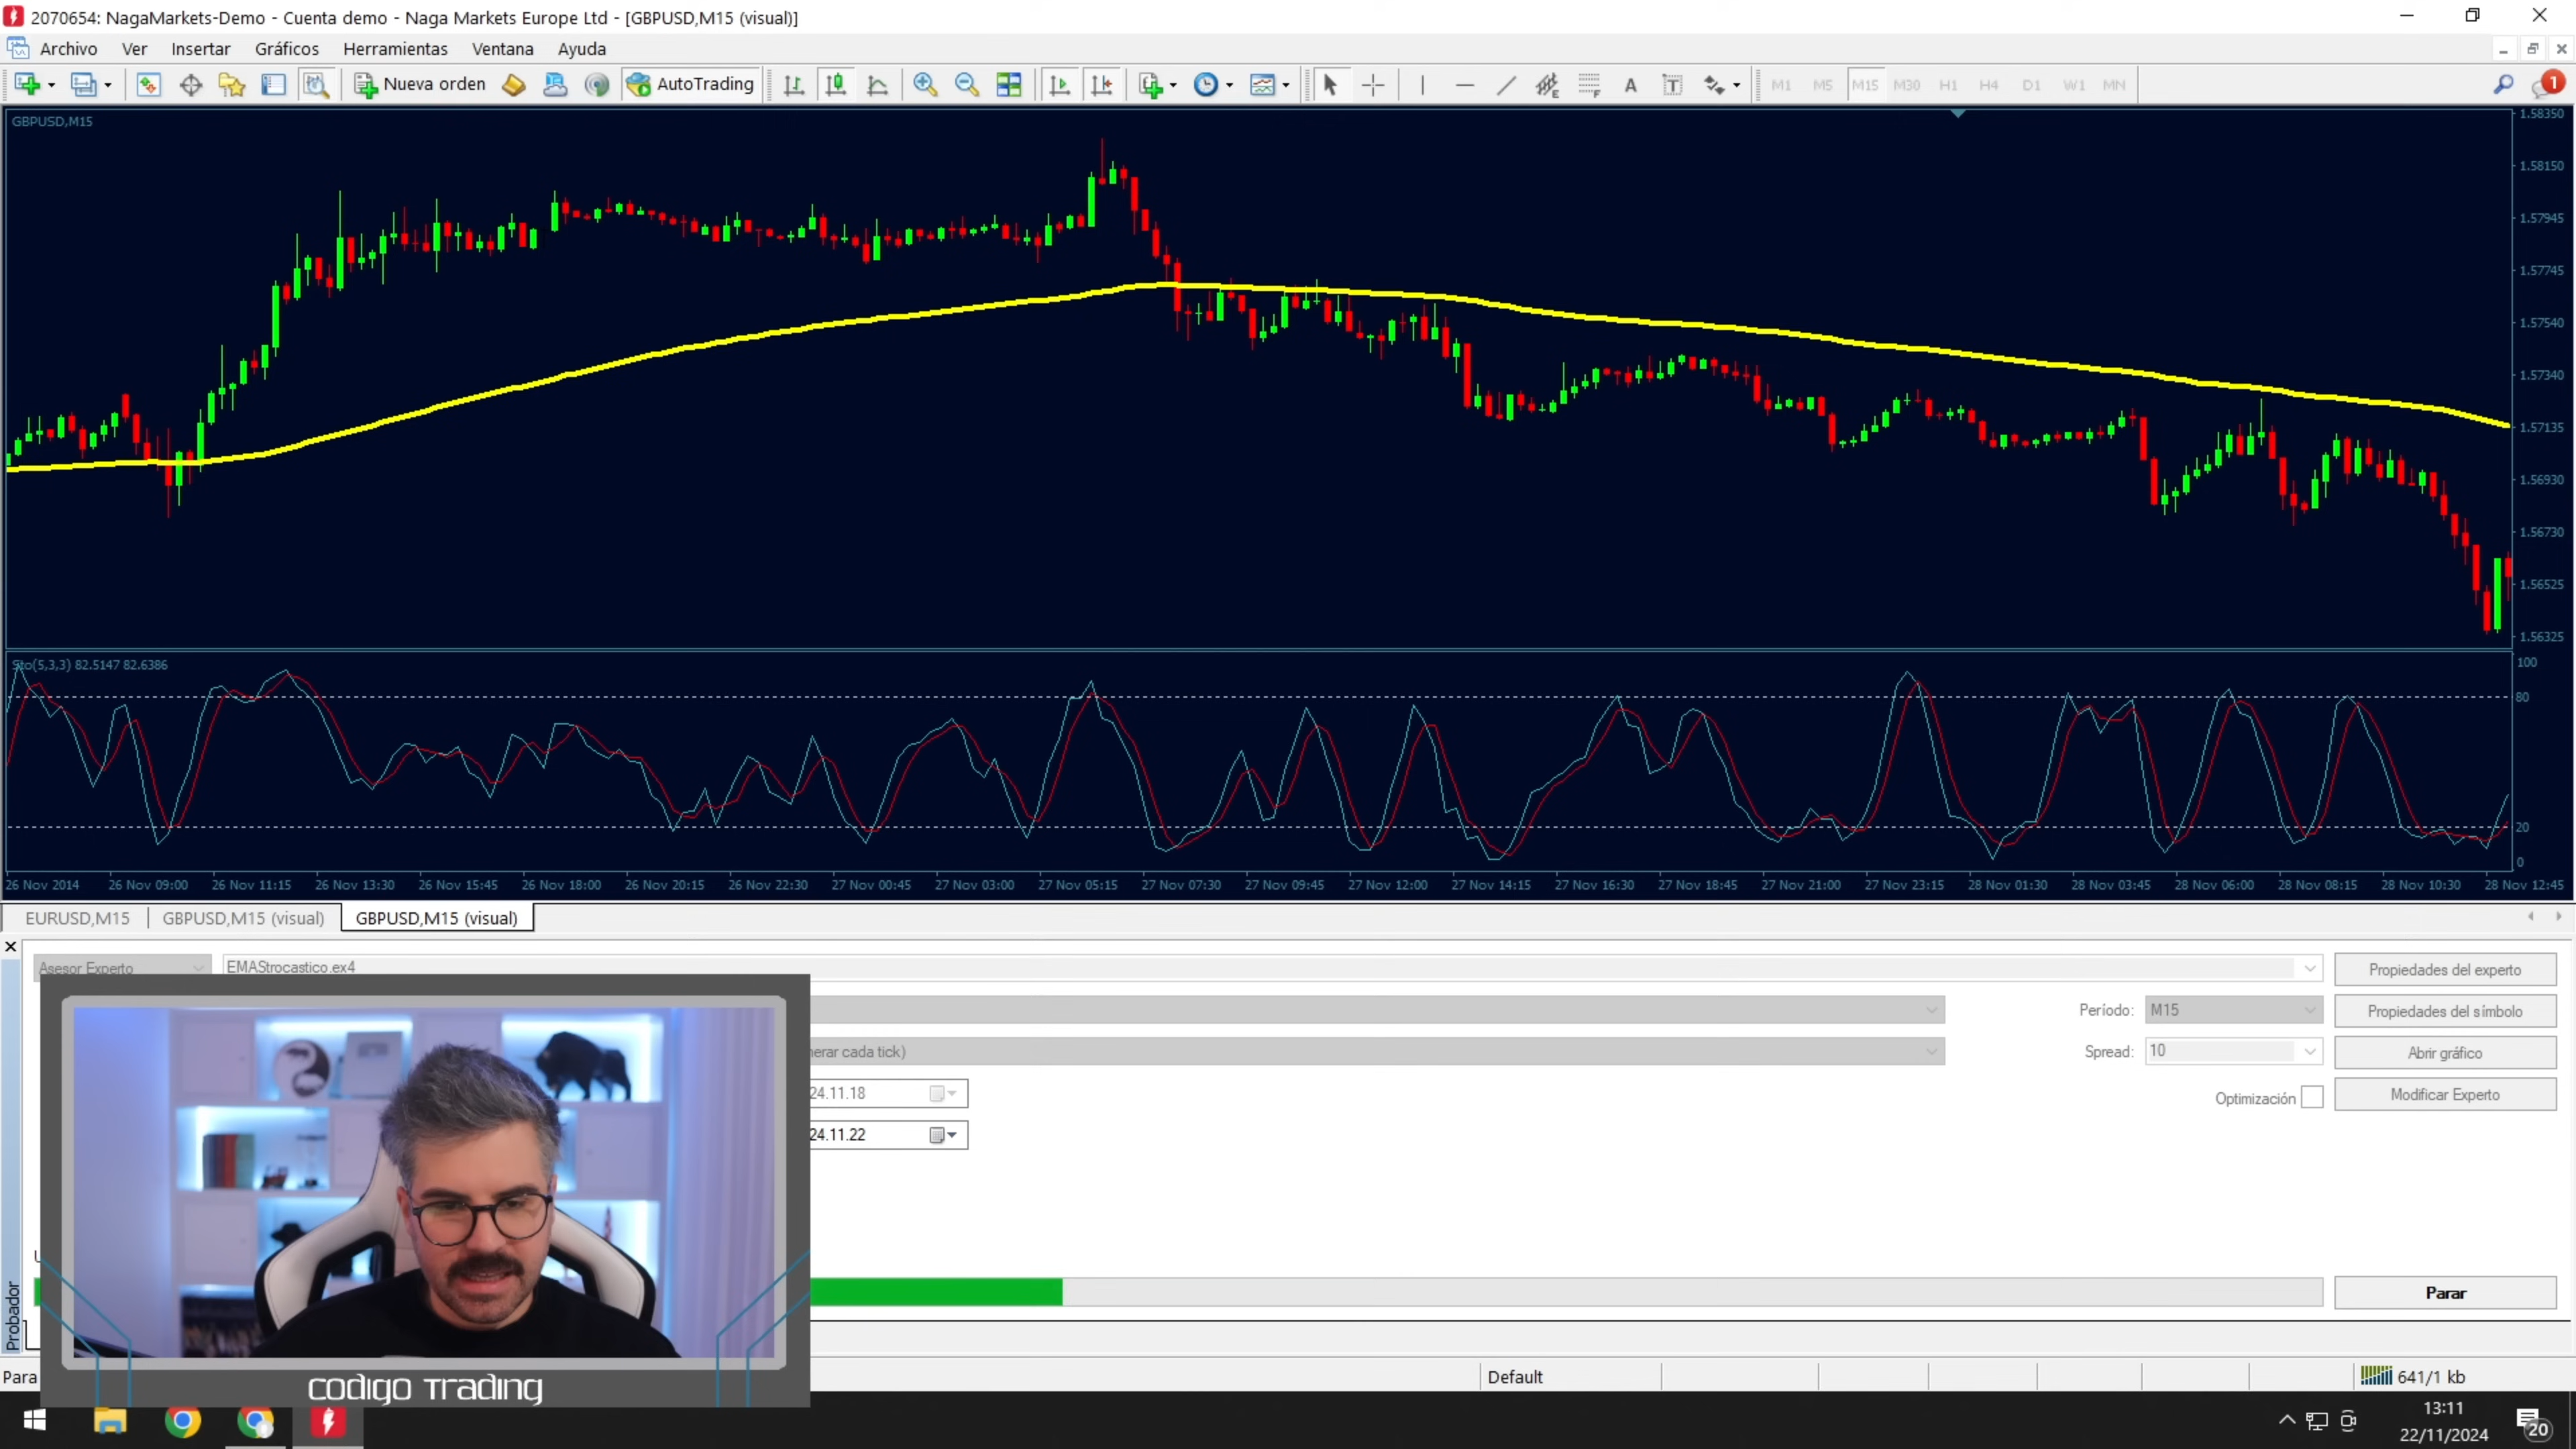 2070654: NagaMarkets-Demo - Cuenta demo - Naga Markets Europe Ltd - [GBPUSD,M15 (visual)]
Archivo Ver Insertar Gráficos Herramientas Ventana Ayuda
Nueva orden AutoTrading A T M1 M5 M15 M30 H1 H4 D1 W1 MN 1
GBPUSD,M15
1.58350
1.58150
1.57945
1.57745
1.57540
1.57340
1.57135
1.56930
1.56730
1.56525
1.56325
Sto(5,3,3) 82.5147 82.6386
100
80
20
0
26 Nov 2014 26 Nov 09:00 26 Nov 11:15 26 Nov 13:30 26 Nov 15:45 26 Nov 18:00 26 Nov 20:15 26 Nov 22:30 27 Nov 00:45 27 Nov 03:00 27 Nov 05:15 27 Nov 07:30 27 Nov 09:45 27 Nov 12:00 27 Nov 14:15 27 Nov 16:30 27 Nov 18:45 27 Nov 21:00 27 Nov 23:15 28 Nov 01:30 28 Nov 03:45 28 Nov 06:00 28 Nov 08:15 28 Nov 10:30 28 Nov 12:45
EURUSD,M15 GBPUSD,M15 (visual) GBPUSD,M15 (visual)
Asesor Experto EMAStrocastico.ex4 Propiedades del experto
Período: M15 Propiedades del símbolo
nerar cada tick) Spread: 10 Abrir gráfico
24.11.18 Optimización Modificar Experto
24.11.22
Probador
Parar
Para Default 641/1 kb
codigo Trading
13:11
22/11/2024
20